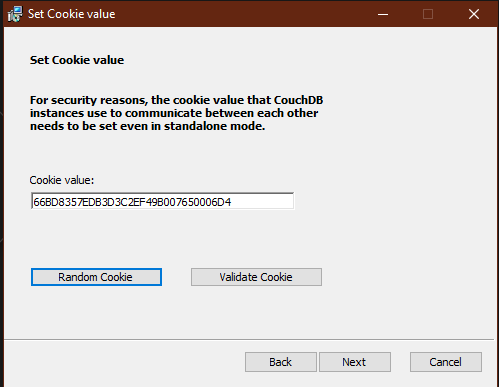 Set Cookie value
Set Cookie value
For security reasons, the cookie value that CouchDB
instances use to communicate between each other
needs to be set even in standalone mode.
Cookie value:
66BD8357EDB3D3C2EF49B007650006D4
Random Cookie
Validate Cookie
Back
Next
Cancel